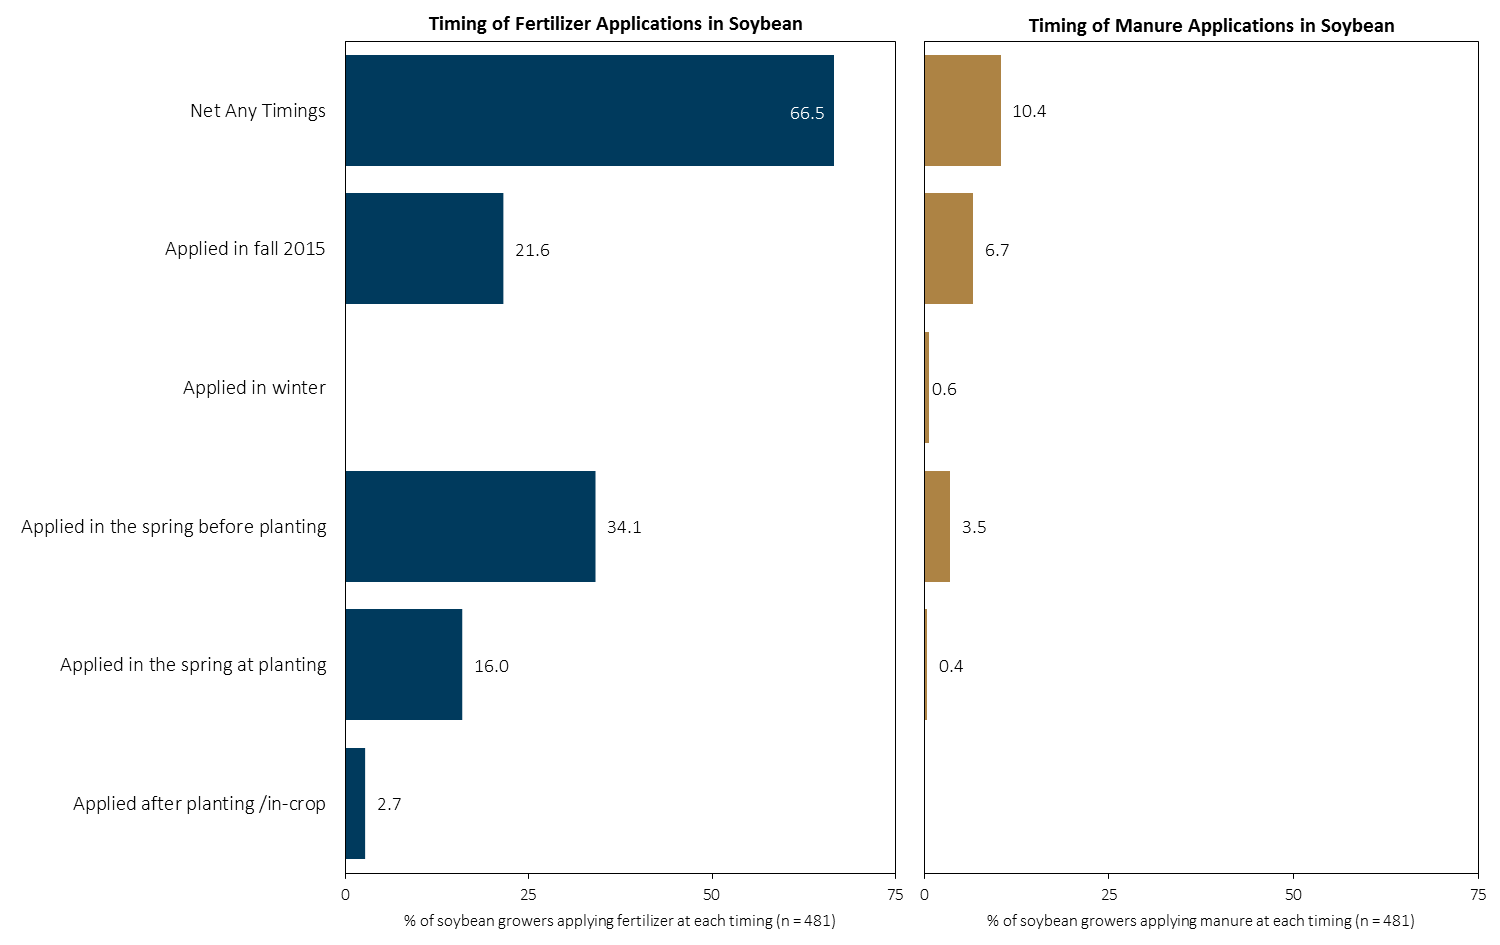 Timing of Fertilizer Applications in Soybean
Timing of Manure Applications in Soybean
Net Any Timings
66.5
10.4
Applied in fall 2015
21.6
6.7
Applied in winter
0.6
Applied in the spring before planting
34.1
3.5
Applied in the spring at planting
16.0
0.4
Applied after planting /in-crop
2.7
0 25 50 75
0 25 50 75
% of soybean growers applying fertilizer at each timing (n = 481)
% of soybean growers applying manure at each timing (n = 481)